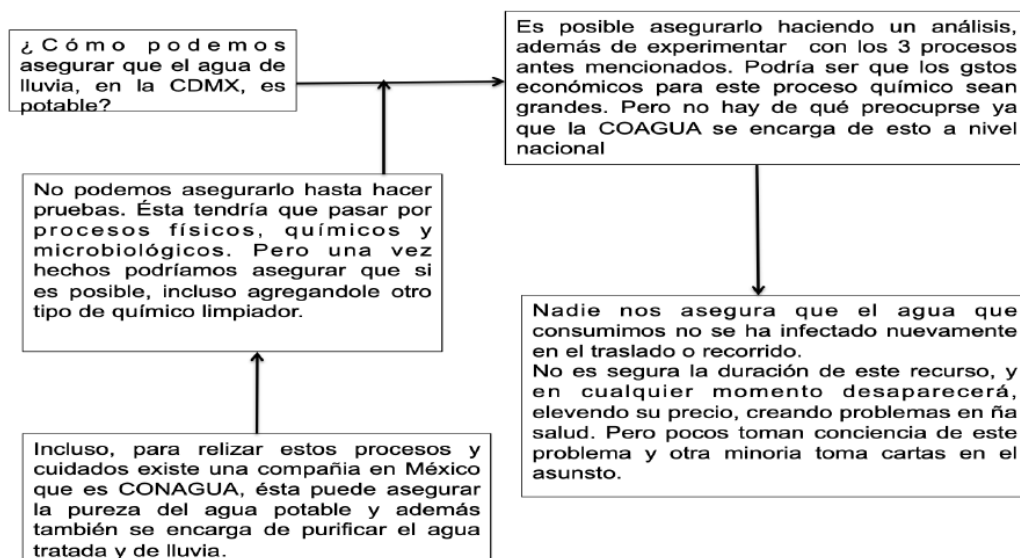 ¿Cómo podemos
asegurar que el agua de
lluvia, en la CDMX, es
potable?
Es posible asegurarlo haciendo un análisis,
además de experimentar con los 3 procesos
antes mencionados. Podría ser que los gstos
económicos para este proceso químico sean
grandes. Pero no hay de qué preocuprse ya
que la COAGUA se encarga de esto a nivel
nacional
No podemos asegurarlo hasta hacer
pruebas. Ésta tendría que pasar por
procesos físicos, químicos y
microbiológicos. Pero una vez
hechos podríamos asegurar que si
es posible, incluso agregandole otro
tipo de químico limpiador.
Nadie nos asegura que el agua que
consumimos no se ha infectado nuevamente
en el traslado o recorrido.
No es segura la duración de este recurso, y
en cualquier momento desaparecerá,
elevendo su precio, creando problemas en ña
salud. Pero pocos toman conciencia de este
problema y otra minoria toma cartas en el
asunsto.
Incluso, para relizar estos procesos y
cuidados existe una compañia en México
que es CONAGUA, ésta puede asegurar
la pureza del agua potable y además
también se encarga de purificar el agua
tratada y de lluvia.